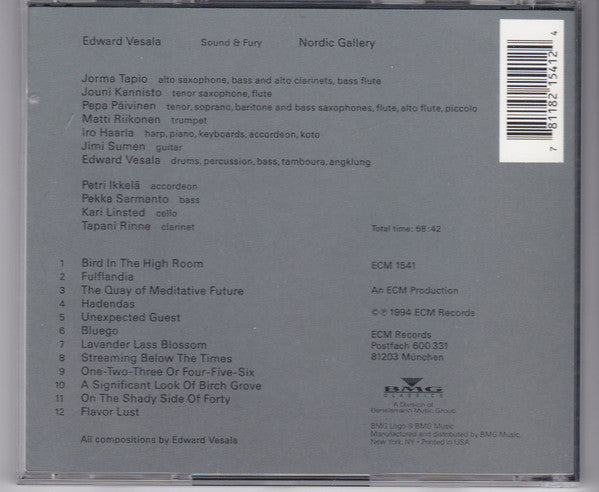 Edward Vesala Sound & Fury Nordic Gallery
Jorma Tapio alto saxophone, bass and alto clarinets, bass flute
Jouni Kannisto tenor saxophone, flute
Pepa Päivinen tenor, soprano, baritone and bass saxophones, flute, alto flute, piccolo
Matti Riikonen trumpet
Iro Haarla harp, piano, keyboards, accordeon, koto
Jimi Sumen guitar
Edward Vesala drums, percussion, bass, tamboura, angklung
Petri Ikkelä accordeon
Pekka Sarmanto bass
Kari Linsted cello
Tapani Rinne clarinet
Total time: 68:42
1 Bird In The High Room
2 Fulflandia
3 The Quay of Meditative Future
4 Hadendas
5 Unexpected Guest
6 Bluego
7 Lavander Lass Blossom
8 Streaming Below The Times
9 One-Two-Three Or Four-Five-Six
10 A Significant Look Of Birch Grove
11 On The Shady Side Of Forty
12 Flavor Lust
All compositions by Edward Vesala
ECM 1541
An ECM Production
© ℗ 1994 ECM Records
ECM Records
Postfach 600 331
81203 München
BMG
CLASSICS
A Division of
Bertelsmann Music Group
BMG Logo © BMG Music
Manufactured and distributed by BMG Music,
New York, NY • Printed in USA
7 81182 15412 4